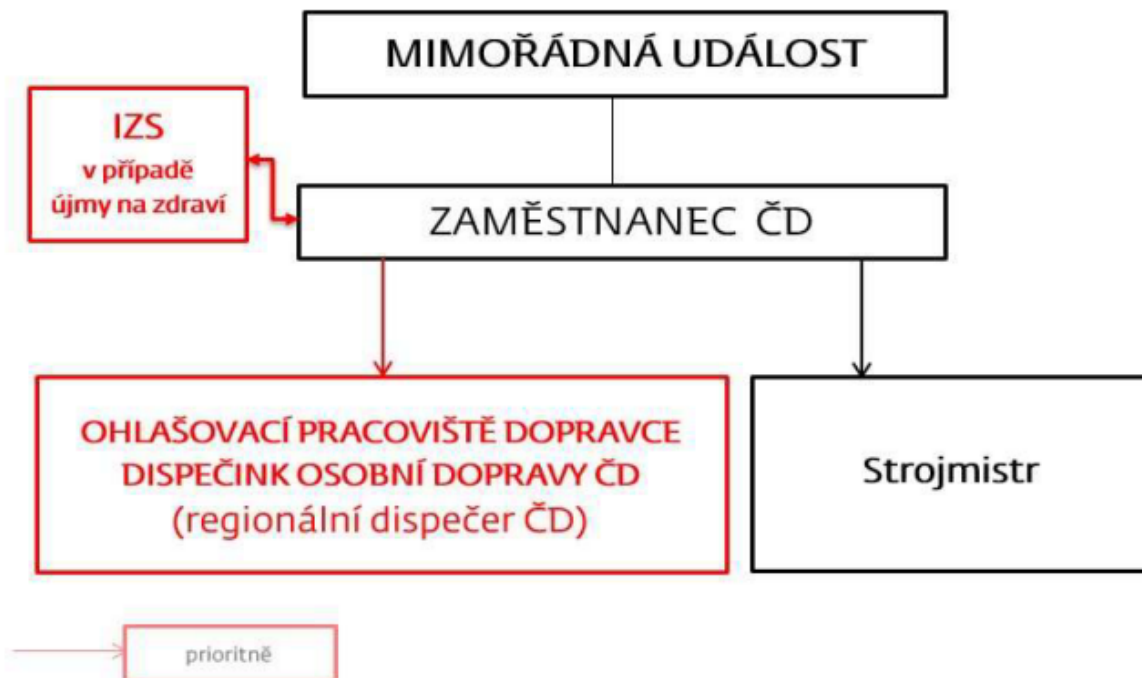 MIMOŘÁDNÁ UDÁLOST
IZS
v případě
újmy na zdraví
ZAMĚSTNANEC ČD
OHLAŠOVACÍ PRACOVIŠTĚ DOPRAVCE
DISPEČINK OSOBNÍ DOPRAVY ČD
(regionální dispečer ČD)
Strojmistr
prioritně